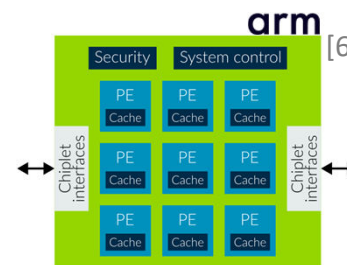 arm
[6
Security System control
PE PE PE
Cache Cache Cache
Chiplet interfaces
PE PE PE
Cache Cache Cache
Chiplet interfaces
PE PE PE
Cache Cache Cache